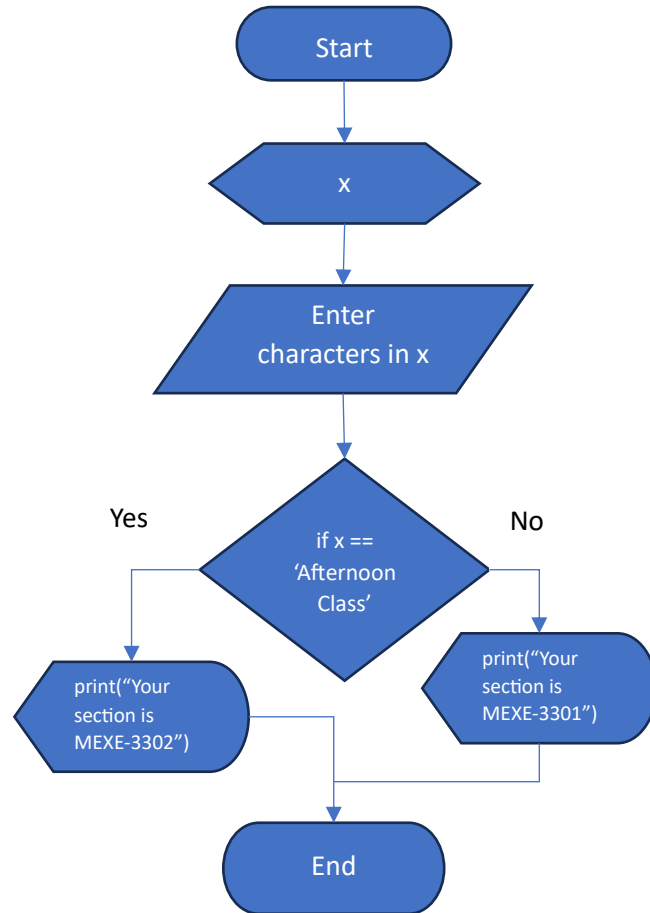 Start
x
Enter
characters in x
Yes
No
if x ==
‘Afternoon
Class’
print(“Your
section is
MEXE-3302”)
print(“Your
section is
MEXE-3301”)
End